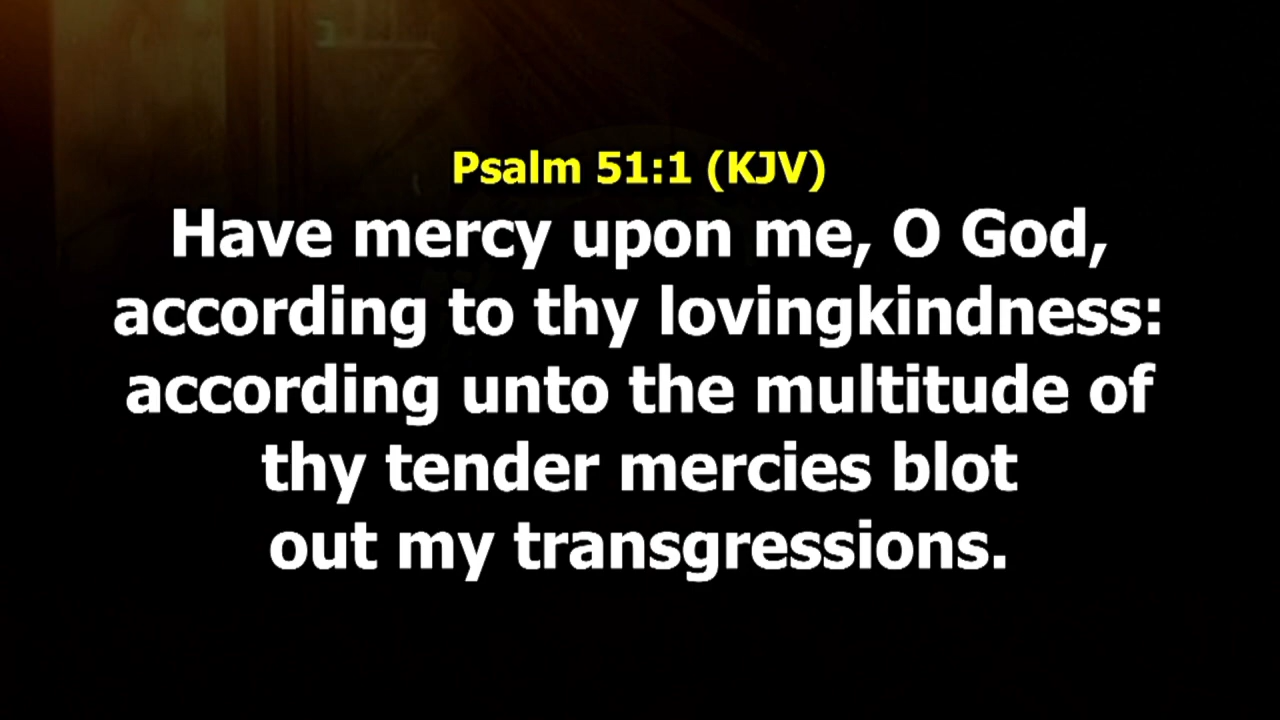 Psalm 51:1 (KJV)
Have mercy upon me, O God,
according to thy lovingkindness:
according unto the multitude of
thy tender mercies blot
out my transgressions.